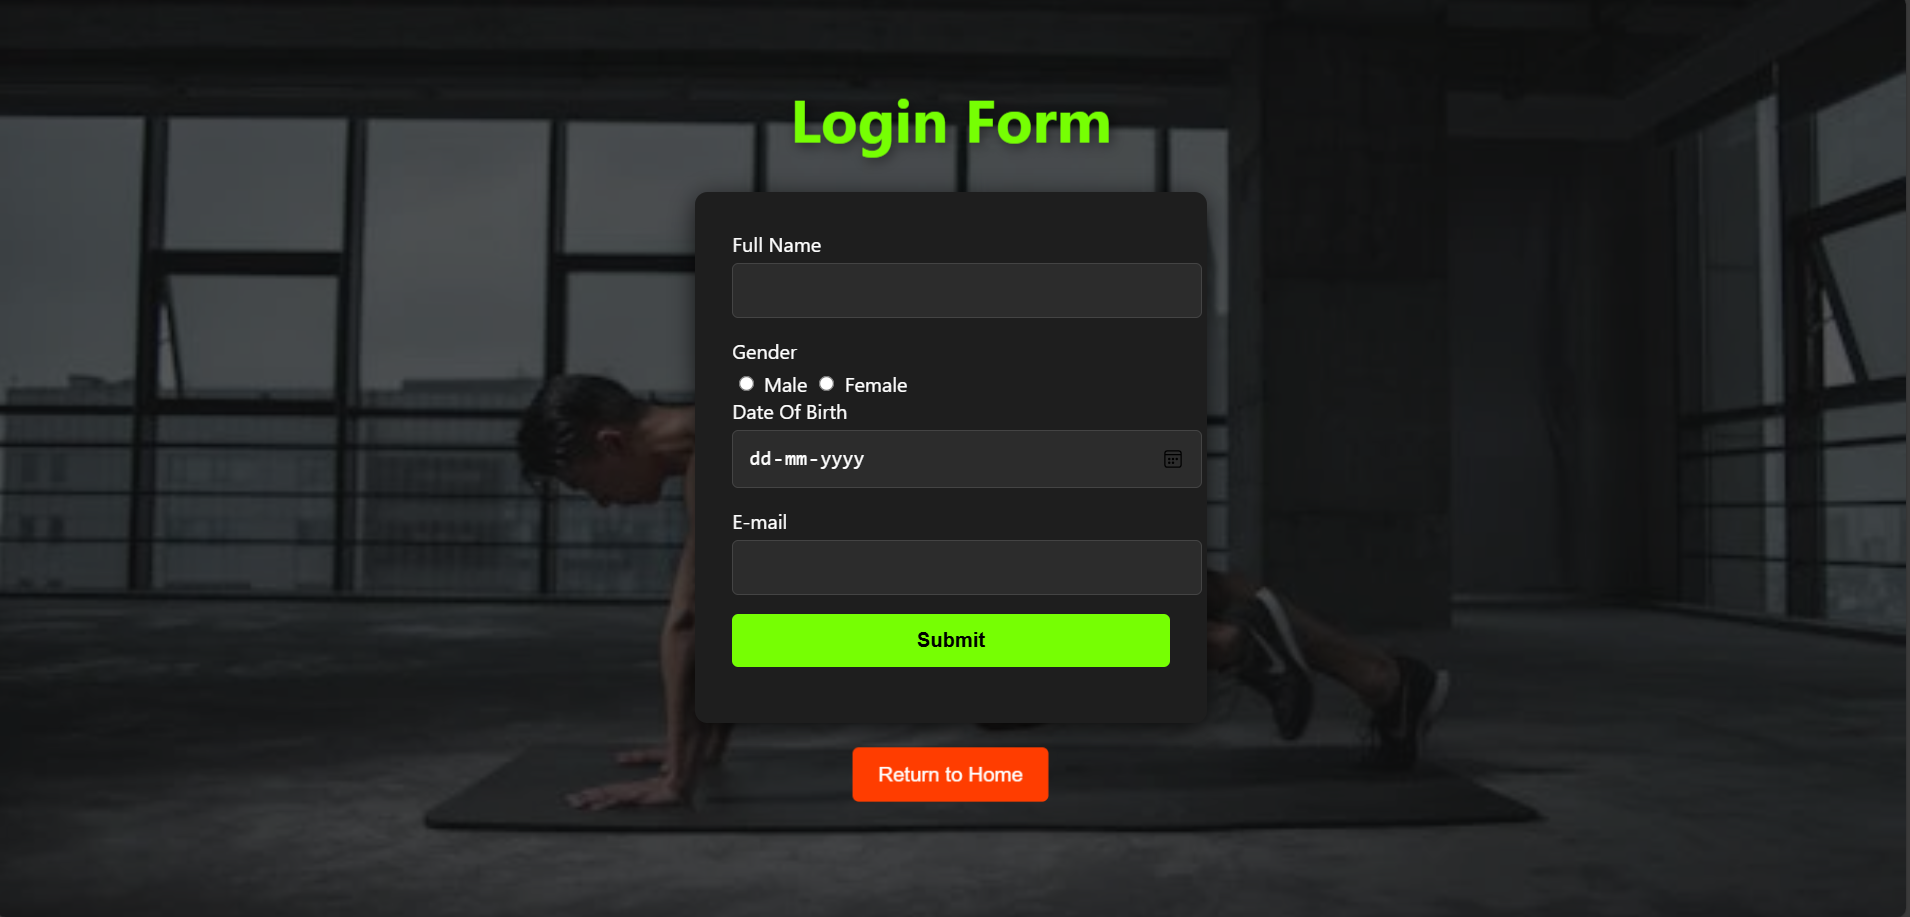 Login Form
Full Name
Gender
Male Female
Date Of Birth
dd-mm-yyyy
E-mail
Submit
Return to Home